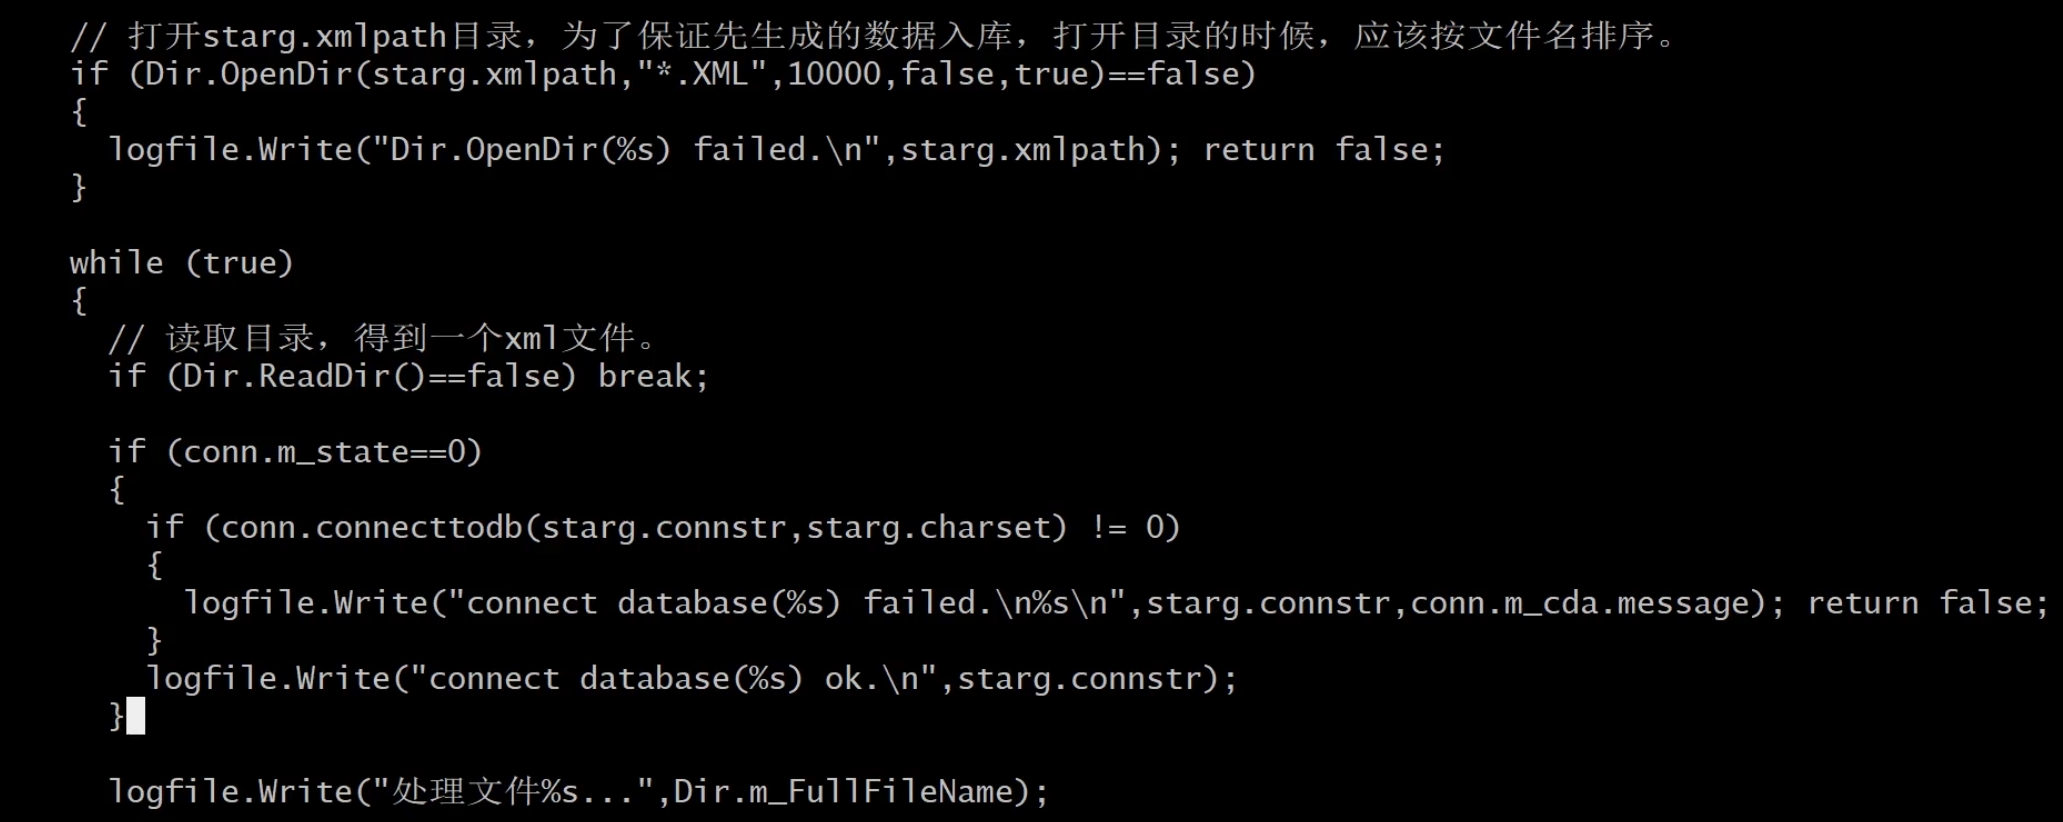 // 打开starg.xmlpath目录，为了保证先生成的数据入库，打开目录的时候，应该按文件名排序。
if (Dir.OpenDir(starg.xmlpath,"*.XML",10000,false,true)==false)
{
  logfile.Write("Dir.OpenDir(%s) failed.\n",starg.xmlpath); return false;
}

while (true)
{
  // 读取目录，得到一个xml文件。
  if (Dir.ReadDir()==false) break;

  if (conn.m_state==0)
  {
    if (conn.connecttodb(starg.connstr,starg.charset) != 0)
    {
      logfile.Write("connect database(%s) failed.\n%s\n",starg.connstr,conn.m_cda.message); return false;
    }
    logfile.Write("connect database(%s) ok.\n",starg.connstr);
  }

  logfile.Write("处理文件%s...",Dir.m_FullFileName);